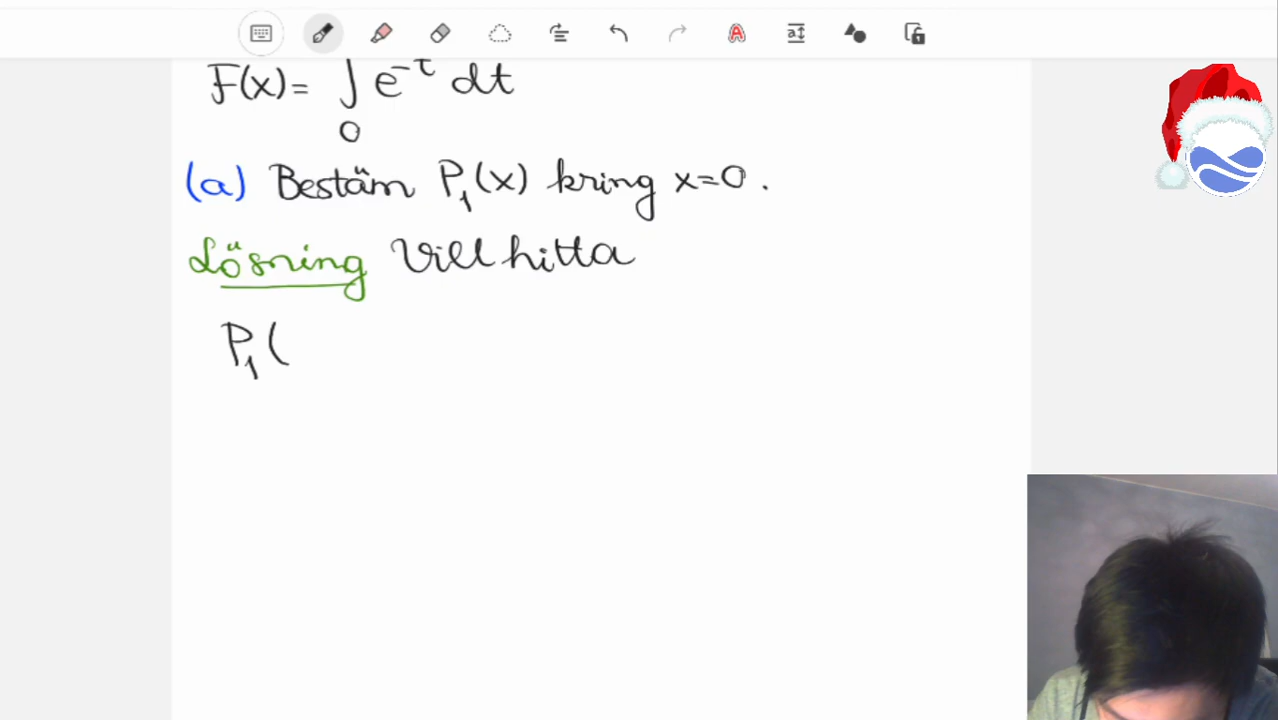 F(x)= ∫ e^-t dt
0
(a) Bestäm P₁(x) kring x=0.
Lösning Vill hitta
P₁(